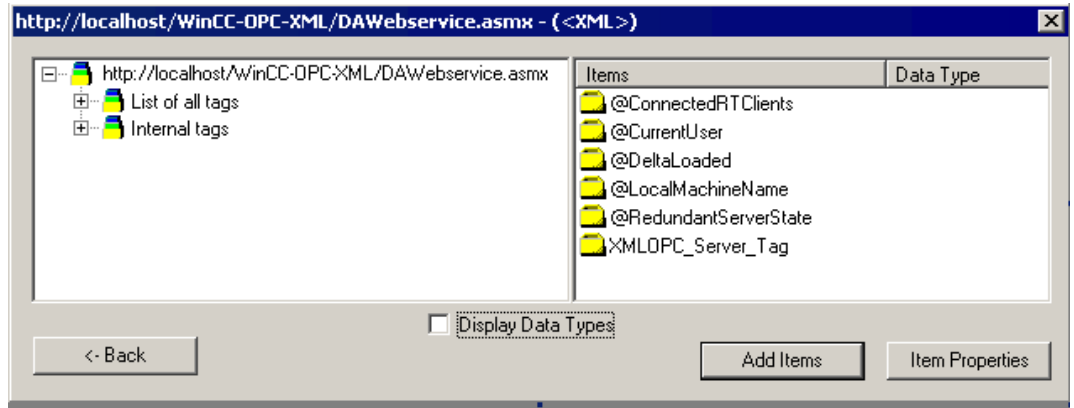 http://localhost/WinCC-OPC-XML/DAWebservice.asmx - (<XML>)
http://localhost/WinCC-OPC-XML/DAWebservice.asmx
List of all tags
Internal tags
Items Data Type
@ConnectedRTClients
@CurrentUser
@DeltaLoaded
@LocalMachineName
@RedundantServerState
XMLOPC_Server_Tag
Display Data Types
<- Back
Add Items
Item Properties